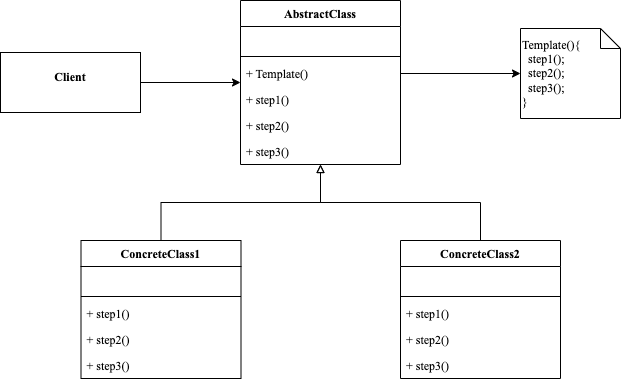 AbstractClass
Client
+ Template()
+ step1()
+ step2()
+ step3()
Template(){
step1();
step2();
step3();
}
ConcreteClass1
+ step1()
+ step2()
+ step3()
ConcreteClass2
+ step1()
+ step2()
+ step3()